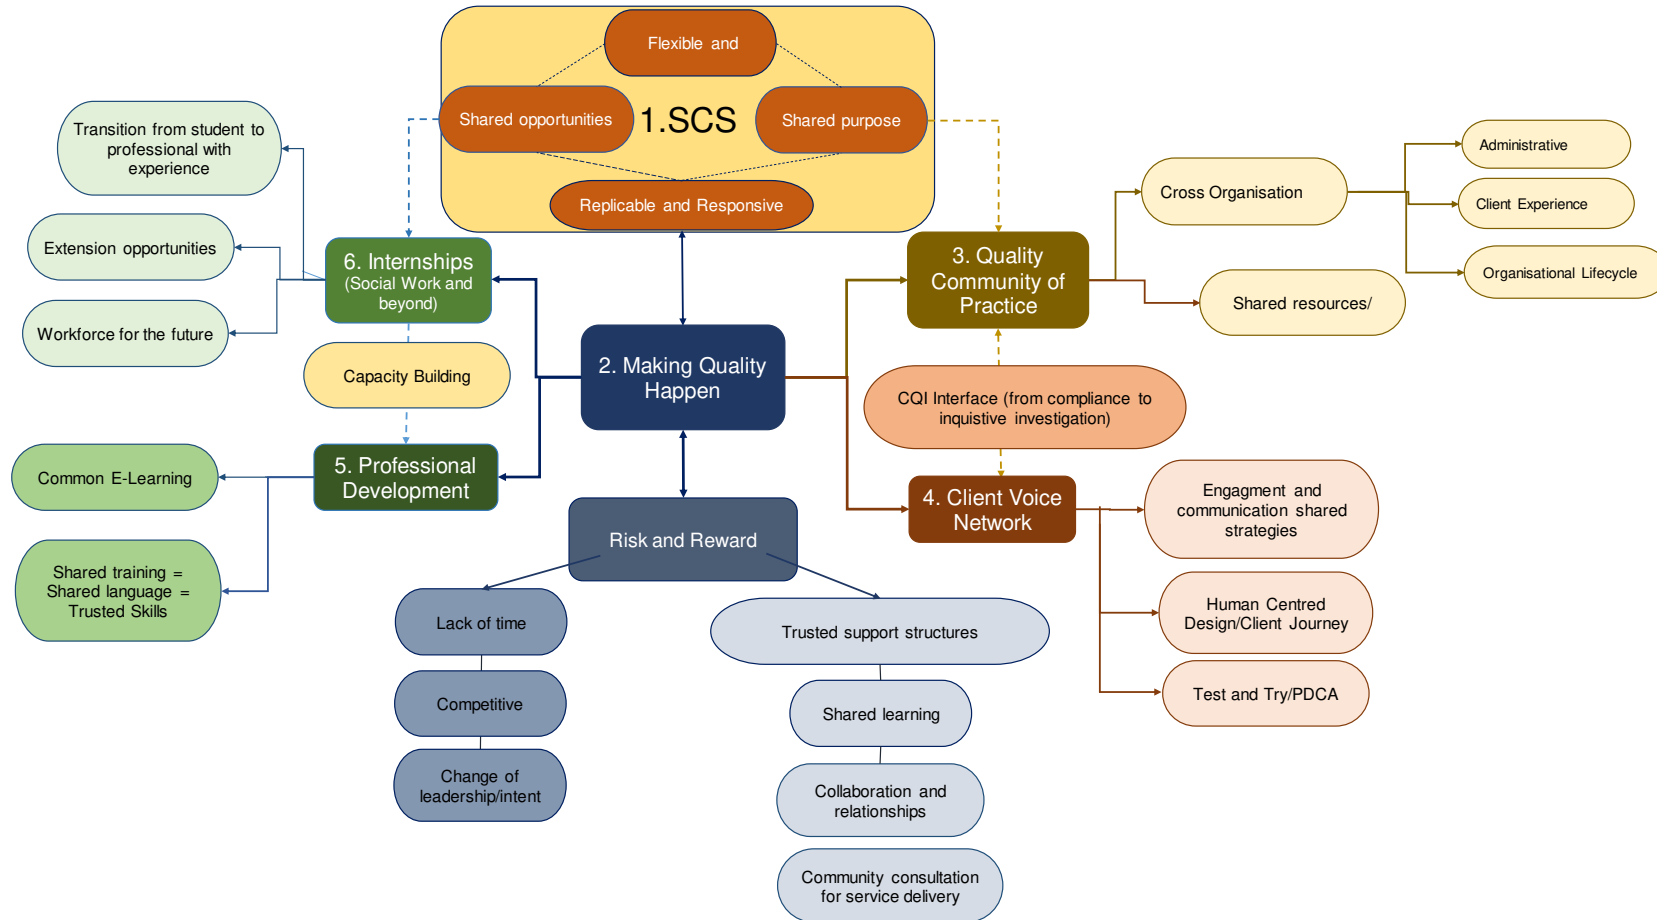 Flexible and
Shared opportunities
1.SCS
Shared purpose
Replicable and Responsive
Transition from student to
professional with
experience
Extension opportunities
Workforce for the future
6. Internships
(Social Work and
beyond)
Capacity Building
5. Professional
Development
Common E-Learning
Shared training =
Shared language =
Trusted Skills
2. Making Quality
Happen
3. Quality
Community of
Practice
Cross Organisation
Administrative
Client Experience
Organisational Lifecycle
Shared resources/
CQI Interface (from compliance to
inquistive investigation)
4. Client Voice
Network
Engagment and
communication shared
strategies
Human Centred
Design/Client Journey
Test and Try/PDCA
Risk and Reward
Lack of time
Competitive
Change of
leadership/intent
Trusted support structures
Shared learning
Collaboration and
relationships
Community consultation
for service delivery